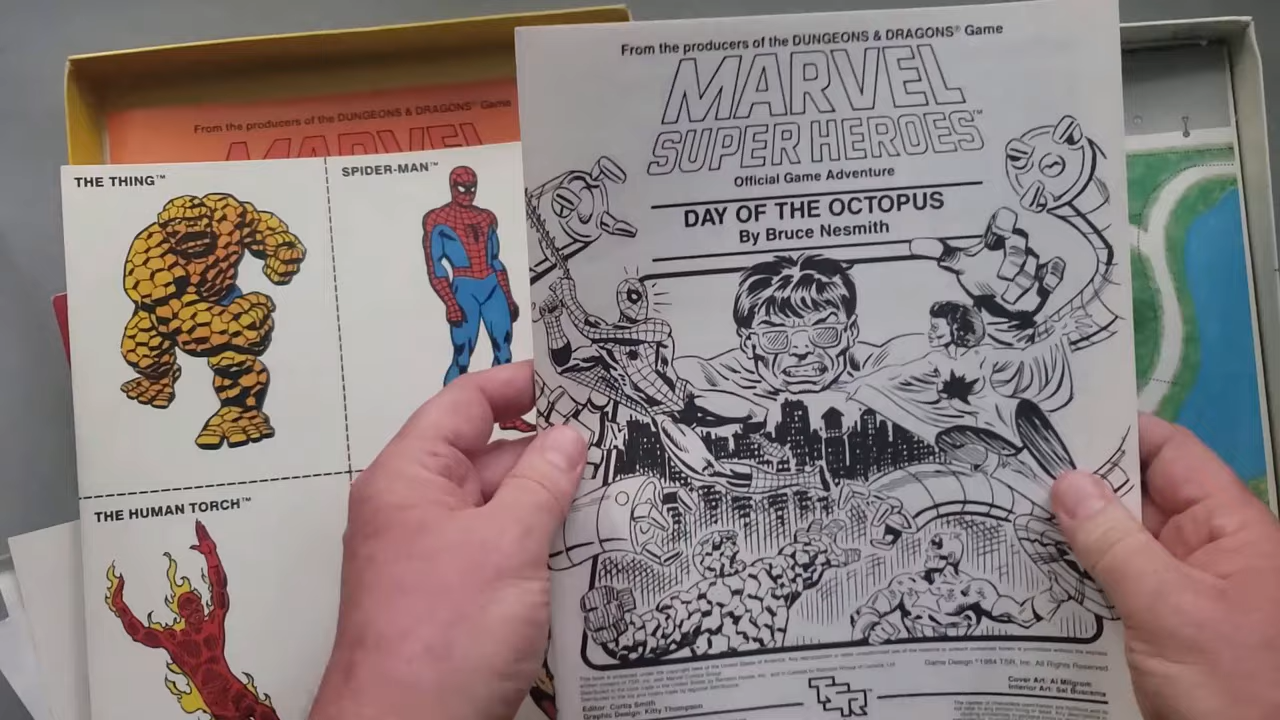 From the producers of the DUNGEONS & DRAGONS® Game
MARVEL
SUPER HEROES™
Official Game Adventure
DAY OF THE OCTOPUS
By Bruce Nesmith
From the producers of the DUNGEONS & DRAGONS® Game
MARVEL
THE THING™
SPIDER-MAN™
THE HUMAN TORCH™
Game Design ©1984 TSR, Inc. All Rights Reserved.
Cover Art: Al Milgrom
Interior Art: Sal Buscema
Editor: Curtis Smith
Graphic Design: Kitty Thompson
TSR™